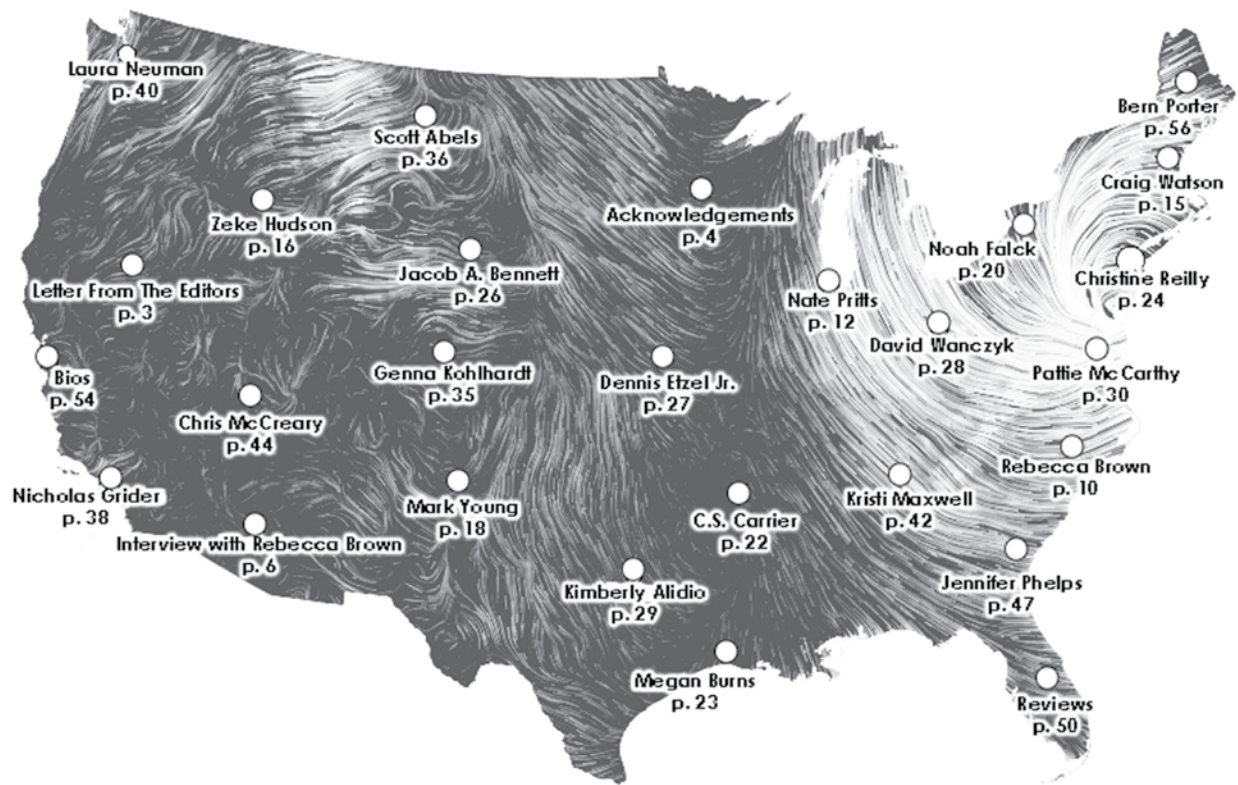 Laura Neuman
p. 40
Scott Abels
p. 36
Bern Porter
p. 56
Craig Watson
p. 15
Zeke Hudson
p. 16
Acknowledgements
p. 4
Noah Falck
p. 20
Jacob A. Bennett
p. 26
Christine Reilly
p. 24
Letter From The Editors
p. 3
Nate Pritts
p. 12
David Wanczyk
p. 28
Bios
p. 54
Genna Kohlhardt
p. 35
Dennis Etzel Jr.
p. 27
Pattie McCarthy
p. 30
Chris McCreary
p. 44
Rebecca Brown
p. 10
Nicholas Grider
p. 38
Mark Young
p. 18
Kristi Maxwell
p. 42
C.S. Carrier
p. 22
Interview with Rebecca Brown
p. 6
Kimberly Alidio
p. 29
Jennifer Phelps
p. 47
Megan Burns
p. 23
Reviews
p. 50